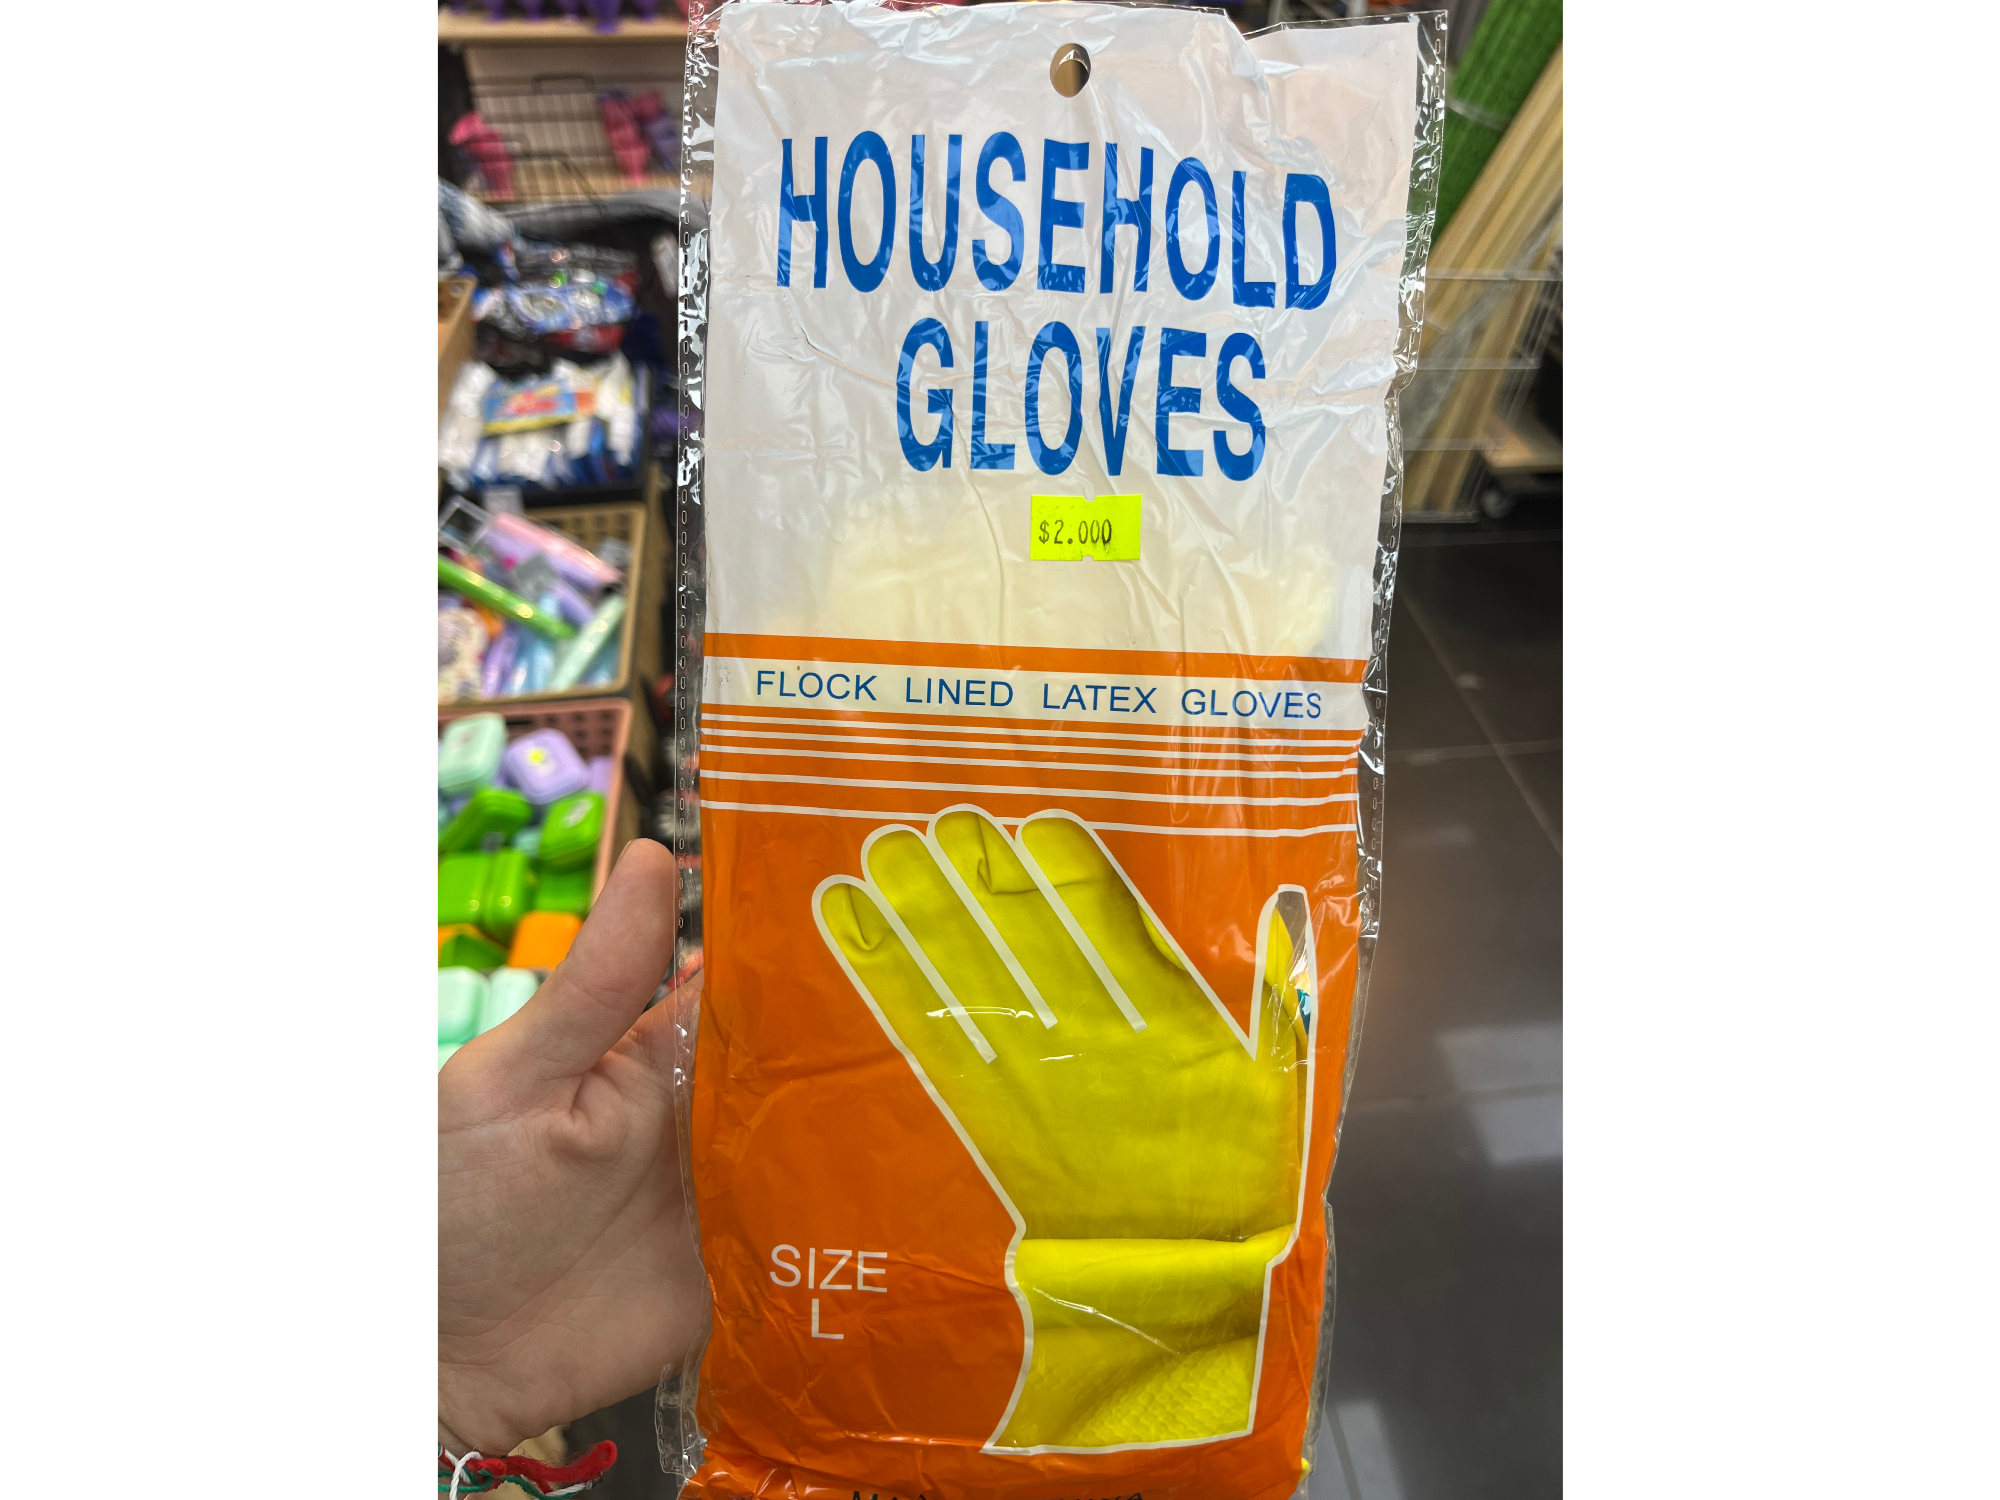 HOUSEHOLD
GLOVES
$2.000
FLOCK LINED LATEX GLOVES
SIZE
L